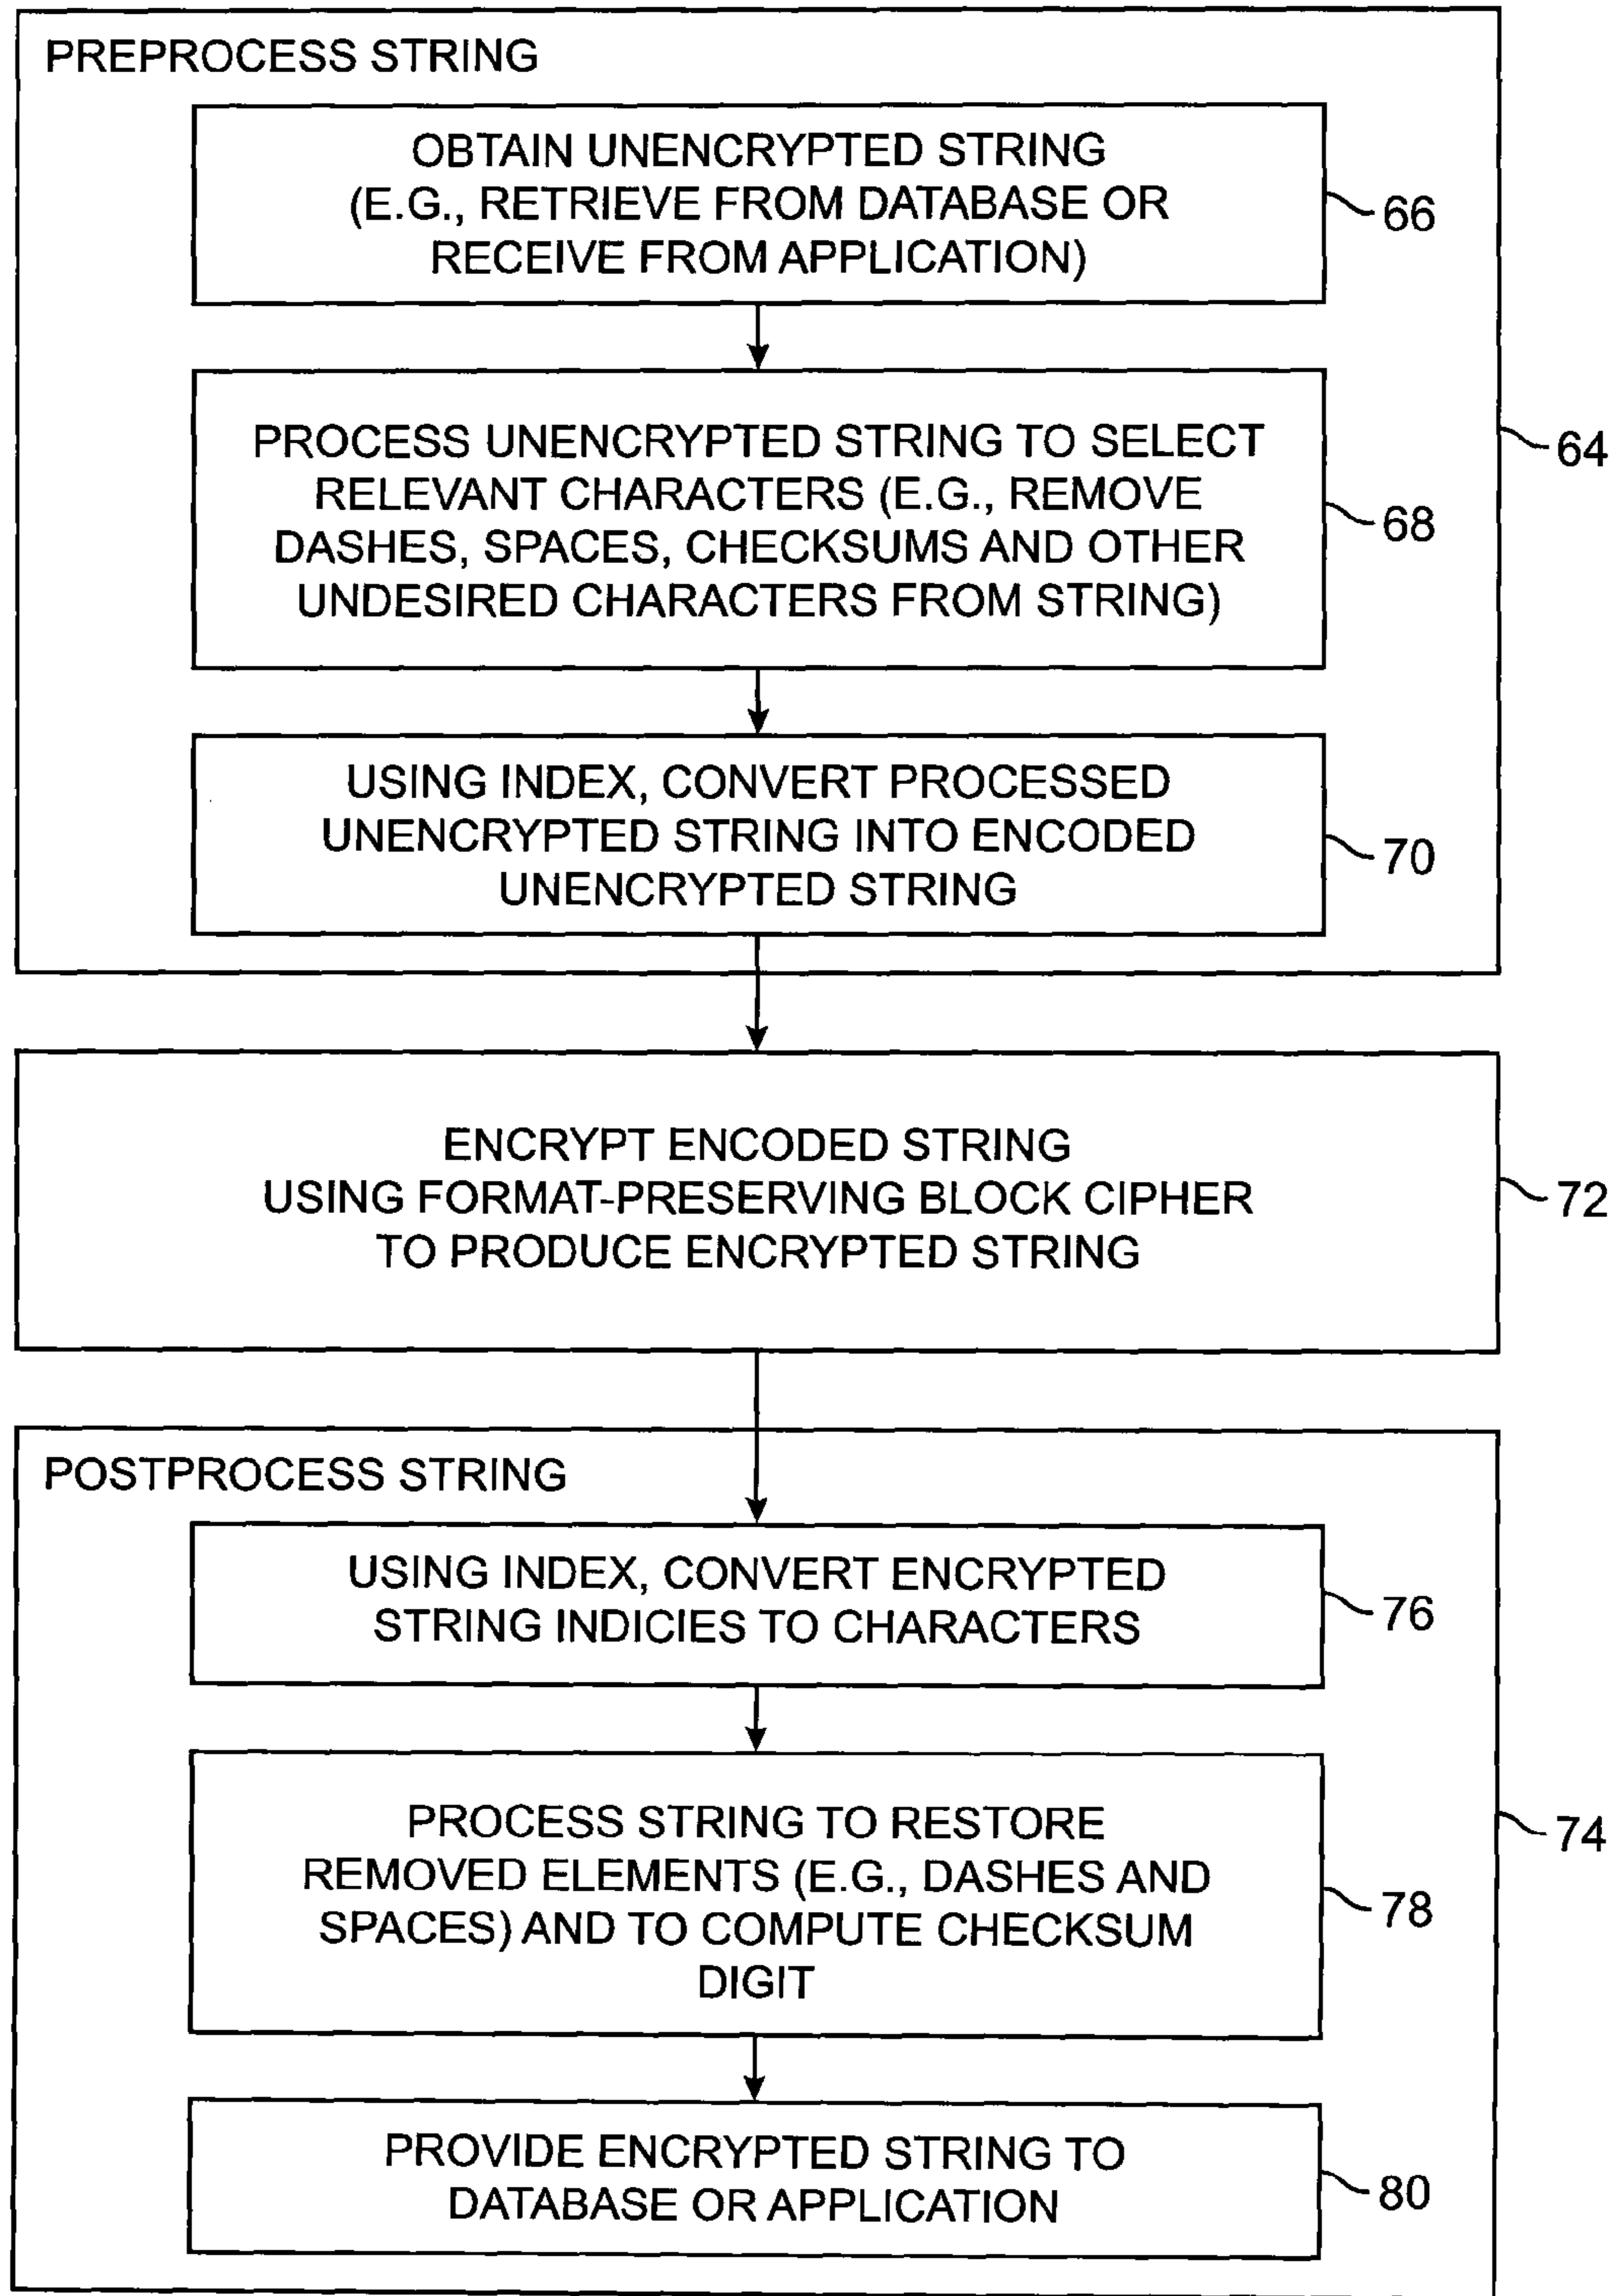 PREPROCESS STRING
OBTAIN UNENCRYPTED STRING
(E.G., RETRIEVE FROM DATABASE OR
RECEIVE FROM APPLICATION)
66
PROCESS UNENCRYPTED STRING TO SELECT
RELEVANT CHARACTERS (E.G., REMOVE
DASHES, SPACES, CHECKSUMS AND OTHER
UNDESIRED CHARACTERS FROM STRING)
64
68
USING INDEX, CONVERT PROCESSED
UNENCRYPTED STRING INTO ENCODED
UNENCRYPTED STRING
70
ENCRYPT ENCODED STRING
USING FORMAT-PRESERVING BLOCK CIPHER
TO PRODUCE ENCRYPTED STRING
72
POSTPROCESS STRING
USING INDEX, CONVERT ENCRYPTED
STRING INDICIES TO CHARACTERS
76
PROCESS STRING TO RESTORE
REMOVED ELEMENTS (E.G., DASHES AND
SPACES) AND TO COMPUTE CHECKSUM
DIGIT
74
78
PROVIDE ENCRYPTED STRING TO
DATABASE OR APPLICATION
80